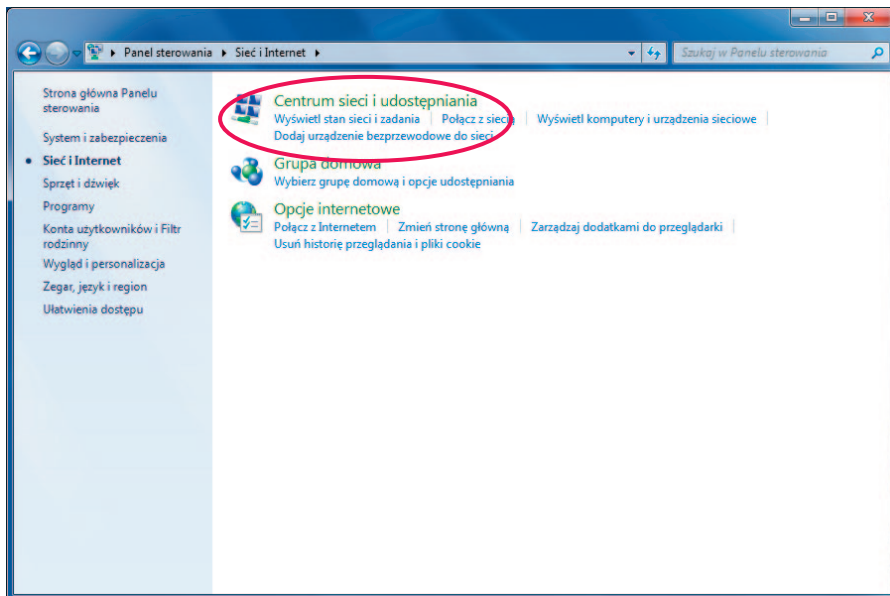 Panel sterowania Sieć i Internet Szukaj w Panelu sterowania
Strona główna Panelu
sterowania
System i zabezpieczenia
Sieć i Internet
Sprzęt i dźwięk
Programy
Konta użytkowników i Filtr
rodzinny
Wygląd i personalizacja
Zegar, język i region
Ułatwienia dostępu
Centrum sieci i udostępniania
Wyświetl stan sieci i zadania Połącz z siecią Wyświetl komputery i urządzenia sieciowe
Dodaj urządzenie bezprzewodowe do sieci
Grupa domowa
Wybierz grupę domową i opcje udostępniania
Opcje internetowe
Połącz z Internetem Zmień stronę główną Zarządzaj dodatkami do przeglądarki
Usuń historię przeglądania i pliki cookie